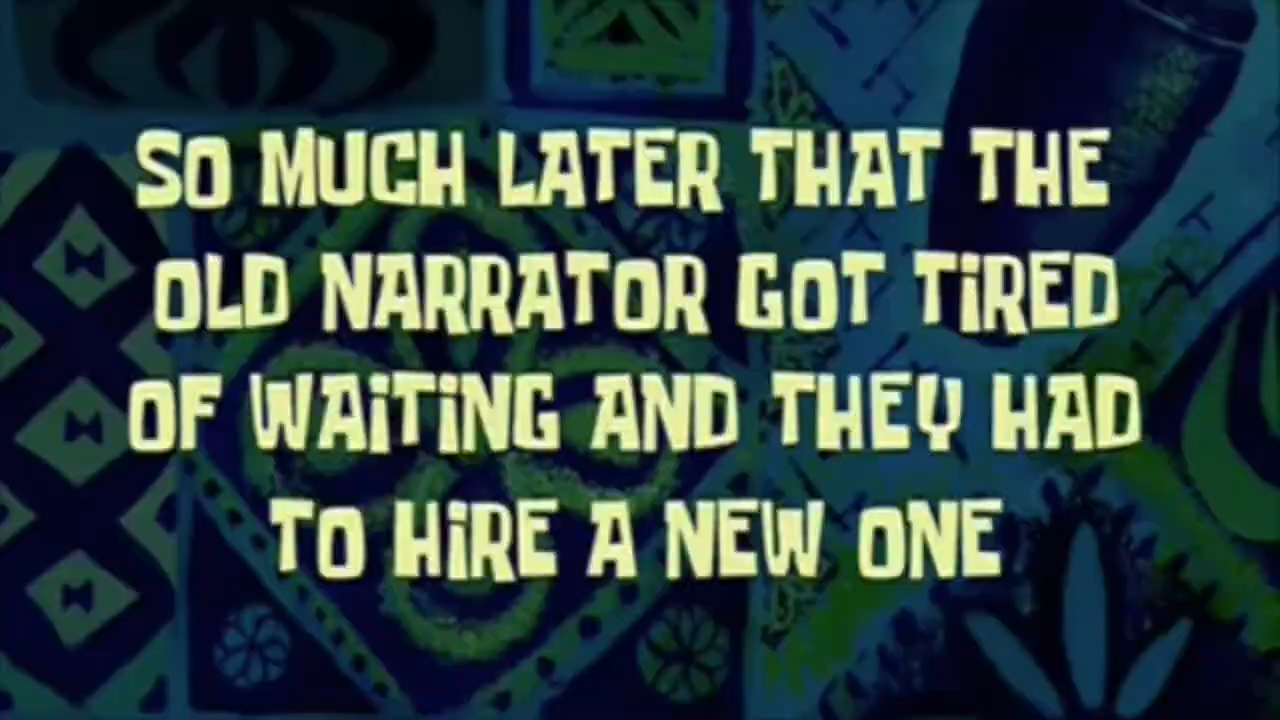 SO MUCH LATER THAT THE
OLD NARRATOR GOT TiRED
OF WAiTiNG AND THEY HAD
TO HiRE A NEW ONE